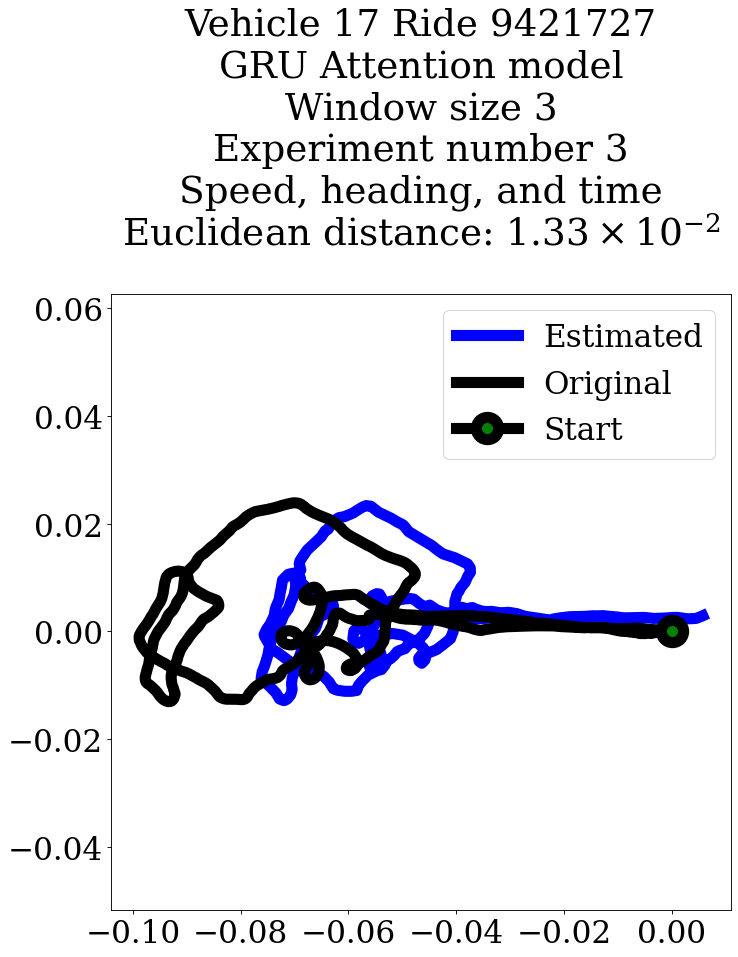 Vehicle 17 Ride 9421727
GRU Attention model
Window size 3
Experiment number 3
Speed, heading, and time
Euclidean distance: 1.33 × 10⁻²
Estimated
Original
Start
0.06
0.04
0.02
0.00
−0.02
−0.04
−0.10 −0.08 −0.06 −0.04 −0.02 0.00